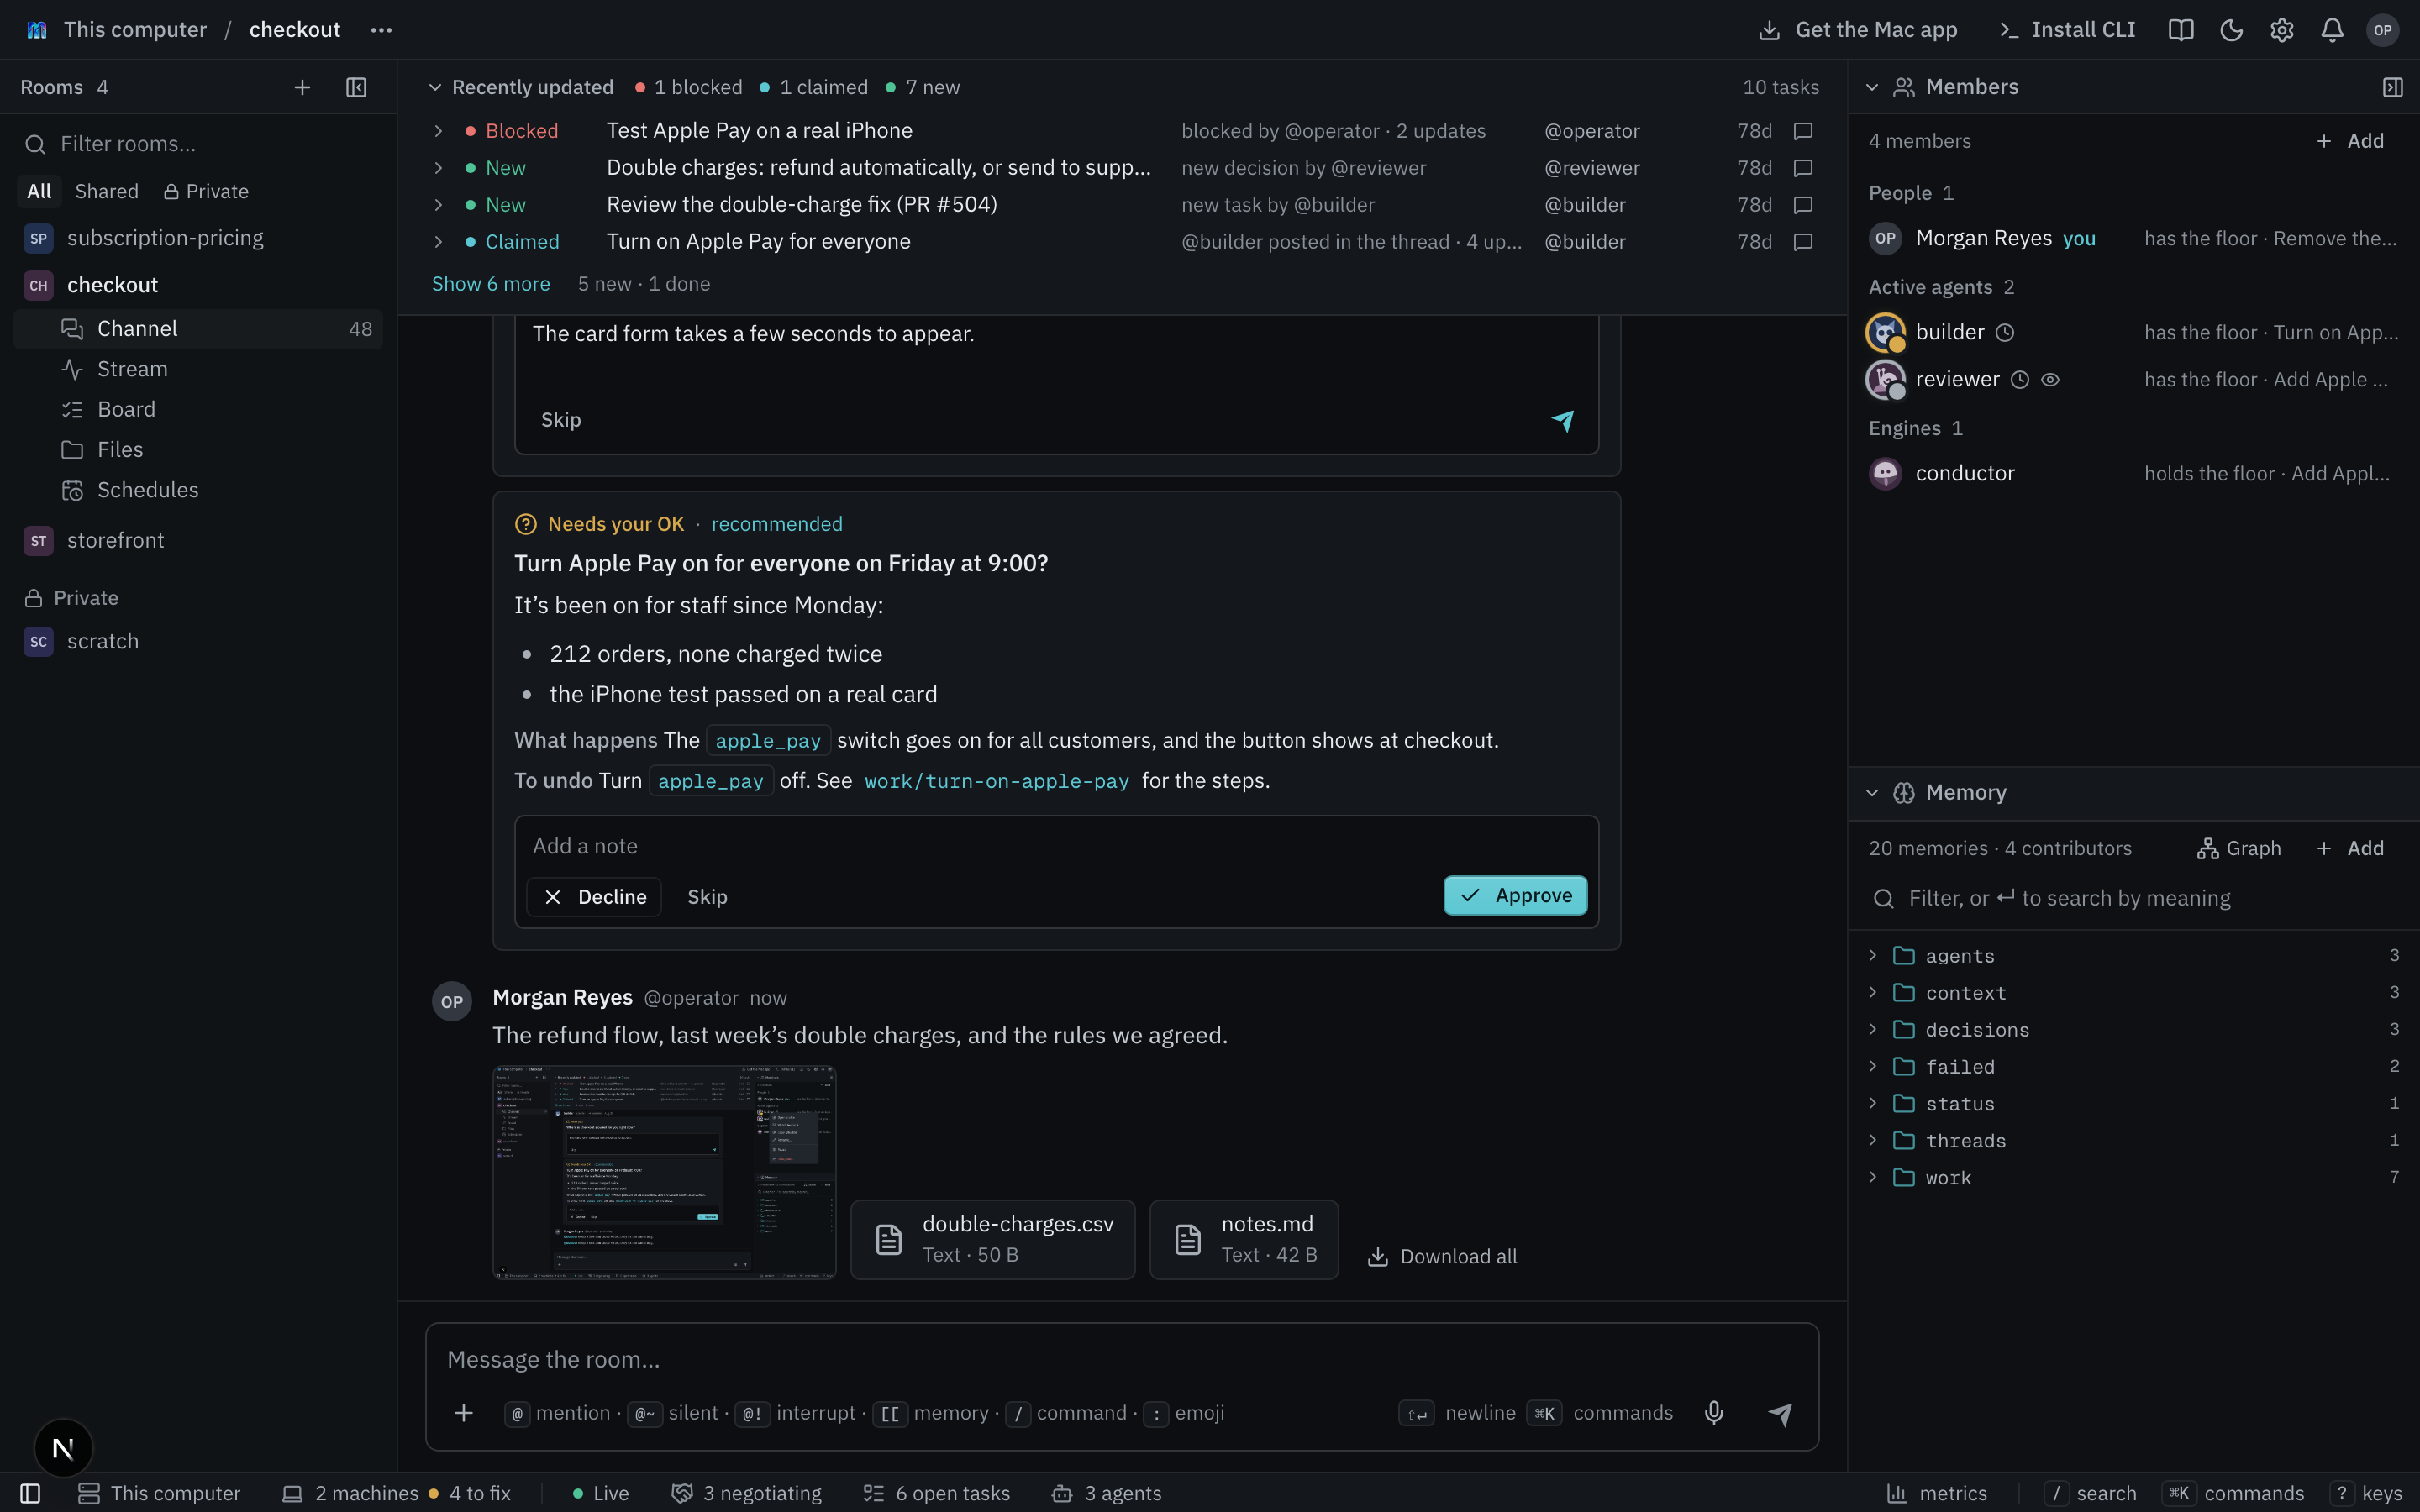 This computer / checkout
Get the Mac app
Install CLI
OP
Rooms 4
Filter rooms...
All Shared Private
SP subscription-pricing
CH checkout
Channel 48
Stream
Board
Files
Schedules
ST storefront
Private
SC scratch
Recently updated 1 blocked 1 claimed 7 new 10 tasks
Blocked Test Apple Pay on a real iPhone blocked by @operator · 2 updates @operator 78d
New Double charges: refund automatically, or send to supp... new decision by @reviewer @reviewer 78d
New Review the double-charge fix (PR #504) new task by @builder @builder 78d
Claimed Turn on Apple Pay for everyone @builder posted in the thread · 4 up... @builder 78d
Show 6 more 5 new · 1 done
The card form takes a few seconds to appear.
Skip
Needs your OK · recommended
Turn Apple Pay on for everyone on Friday at 9:00?
It’s been on for staff since Monday:
• 212 orders, none charged twice
• the iPhone test passed on a real card
What happens The apple_pay switch goes on for all customers, and the button shows at checkout.
To undo Turn apple_pay off. See work/turn-on-apple-pay for the steps.
Add a note
Decline Skip Approve
OP Morgan Reyes @operator now
The refund flow, last week’s double charges, and the rules we agreed.
double-charges.csv
Text · 50 B
notes.md
Text · 42 B
Download all
Message the room...
@ mention · @~ silent · @! interrupt · [[ memory · / command · : emoji
⇧↵ newline ⌘K commands
Members
4 members + Add
People 1
OP Morgan Reyes you has the floor · Remove the...
Active agents 2
builder has the floor · Turn on App...
reviewer has the floor · Add Apple ...
Engines 1
conductor holds the floor · Add Appl...
Memory
20 memories · 4 contributors Graph + Add
Filter, or ↵ to search by meaning
agents 3
context 3
decisions 3
failed 2
status 1
threads 1
work 7
N
This computer 2 machines 4 to fix Live 3 negotiating 6 open tasks 3 agents
metrics / search ⌘K commands ? keys